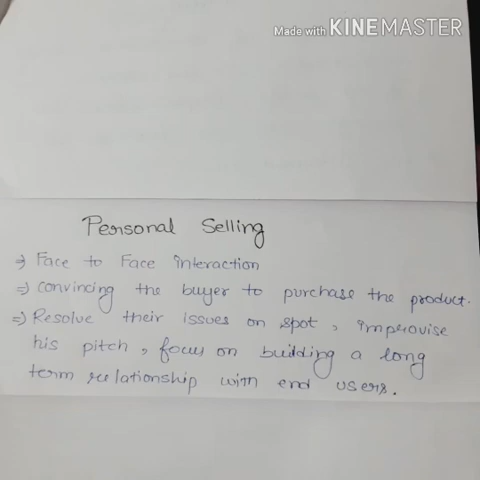 Made with KINEMASTER
Personal Selling
⇒ Face to Face interaction
⇒ convincing the buyer to purchase the product.
⇒ Resolve their issues on spot, improvise
his pitch, focus on building a long
term relationship with end users.